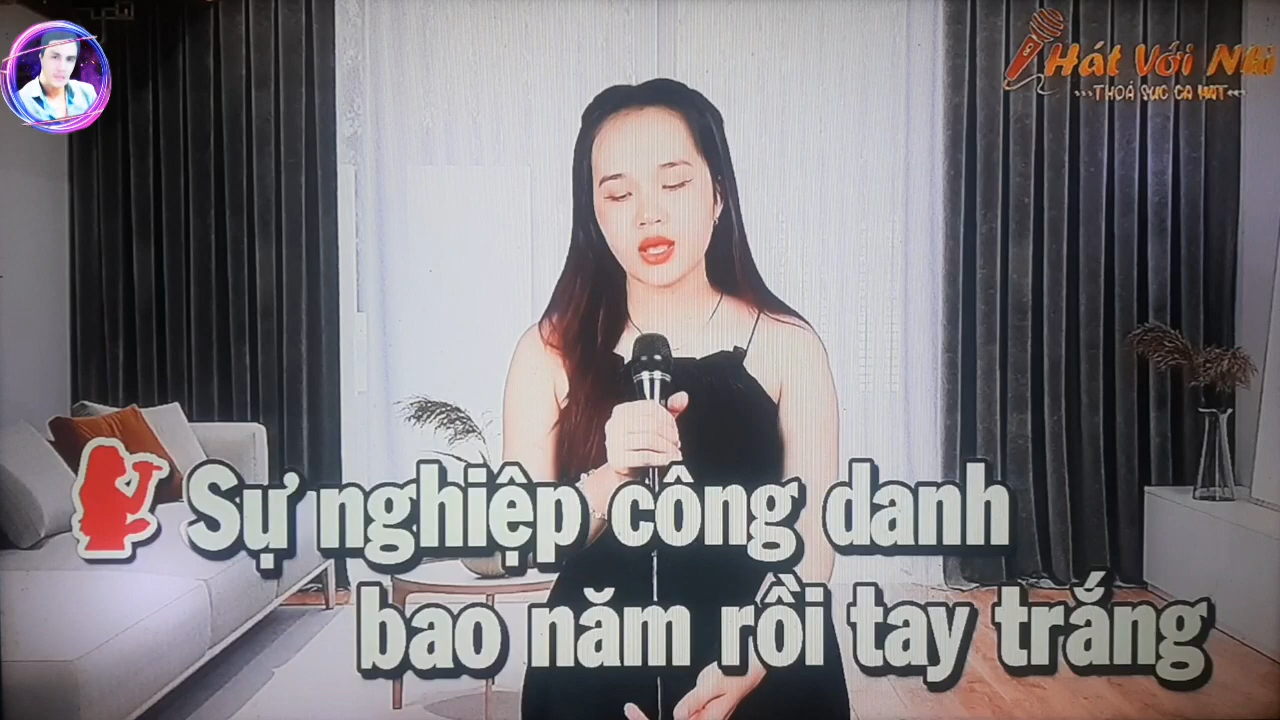 Hát Với Nhi
THOẢ SỨC CA HÁT
Sự nghiệp công danh
bao năm rồi tay trắng